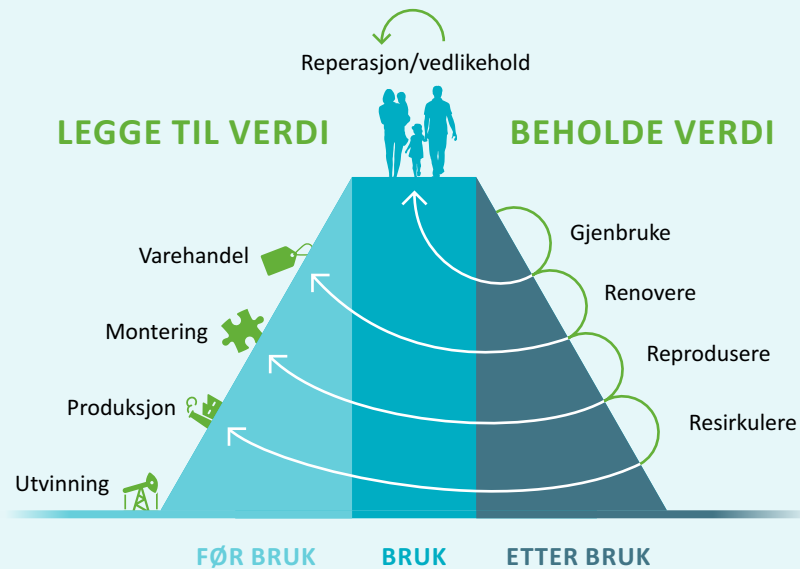 Reperasjon/vedlikehold
LEGGE TIL VERDI
BEHOLDE VERDI
Varehandel
Montering
Produksjon
Utvinning
Gjenbruke
Renovere
Reprodusere
Resirkulere
FØR BRUK
BRUK
ETTER BRUK